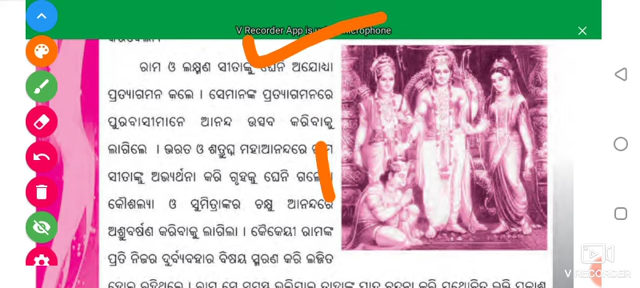 V Recorder App is using microphone
ରାମ ଓ ଲକ୍ଷ୍ମଣ ସୀତାଙ୍କୁ ଘେନି ଅଯୋଧ୍ୟା
ପ୍ରତ୍ୟାଗମନ କଲେ । ସେମାନଙ୍କ ପ୍ରତ୍ୟାଗମନରେ
ପୁରବାସୀମାନେ ଆନନ୍ଦ ଉତ୍ସବ କରିବାକୁ
ଲାଗିଲେ । ଭରତ ଓ ଶତ୍ରୁଘ୍ନ ମହାଆନନ୍ଦରେ ରାମ
ସୀତାଙ୍କୁ ଅଭ୍ୟର୍ଥନା କରି ଗୃହକୁ ଘେନି ଗଲେ ।
କୌଶଲ୍ୟା ଓ ସୁମିତ୍ରାଙ୍କର ଚକ୍ଷୁ ଆନନ୍ଦରେ
ଅଶ୍ରୁବର୍ଷଣ କରିବାକୁ ଲାଗିଲା । କୈକେୟୀ ରାମଙ୍କ
ପ୍ରତି ନିଜର ଦୁର୍ବ୍ୟବହାର ବିଷୟ ସ୍ମରଣ କରି ଲଜ୍ଜିତ
V RECORDER